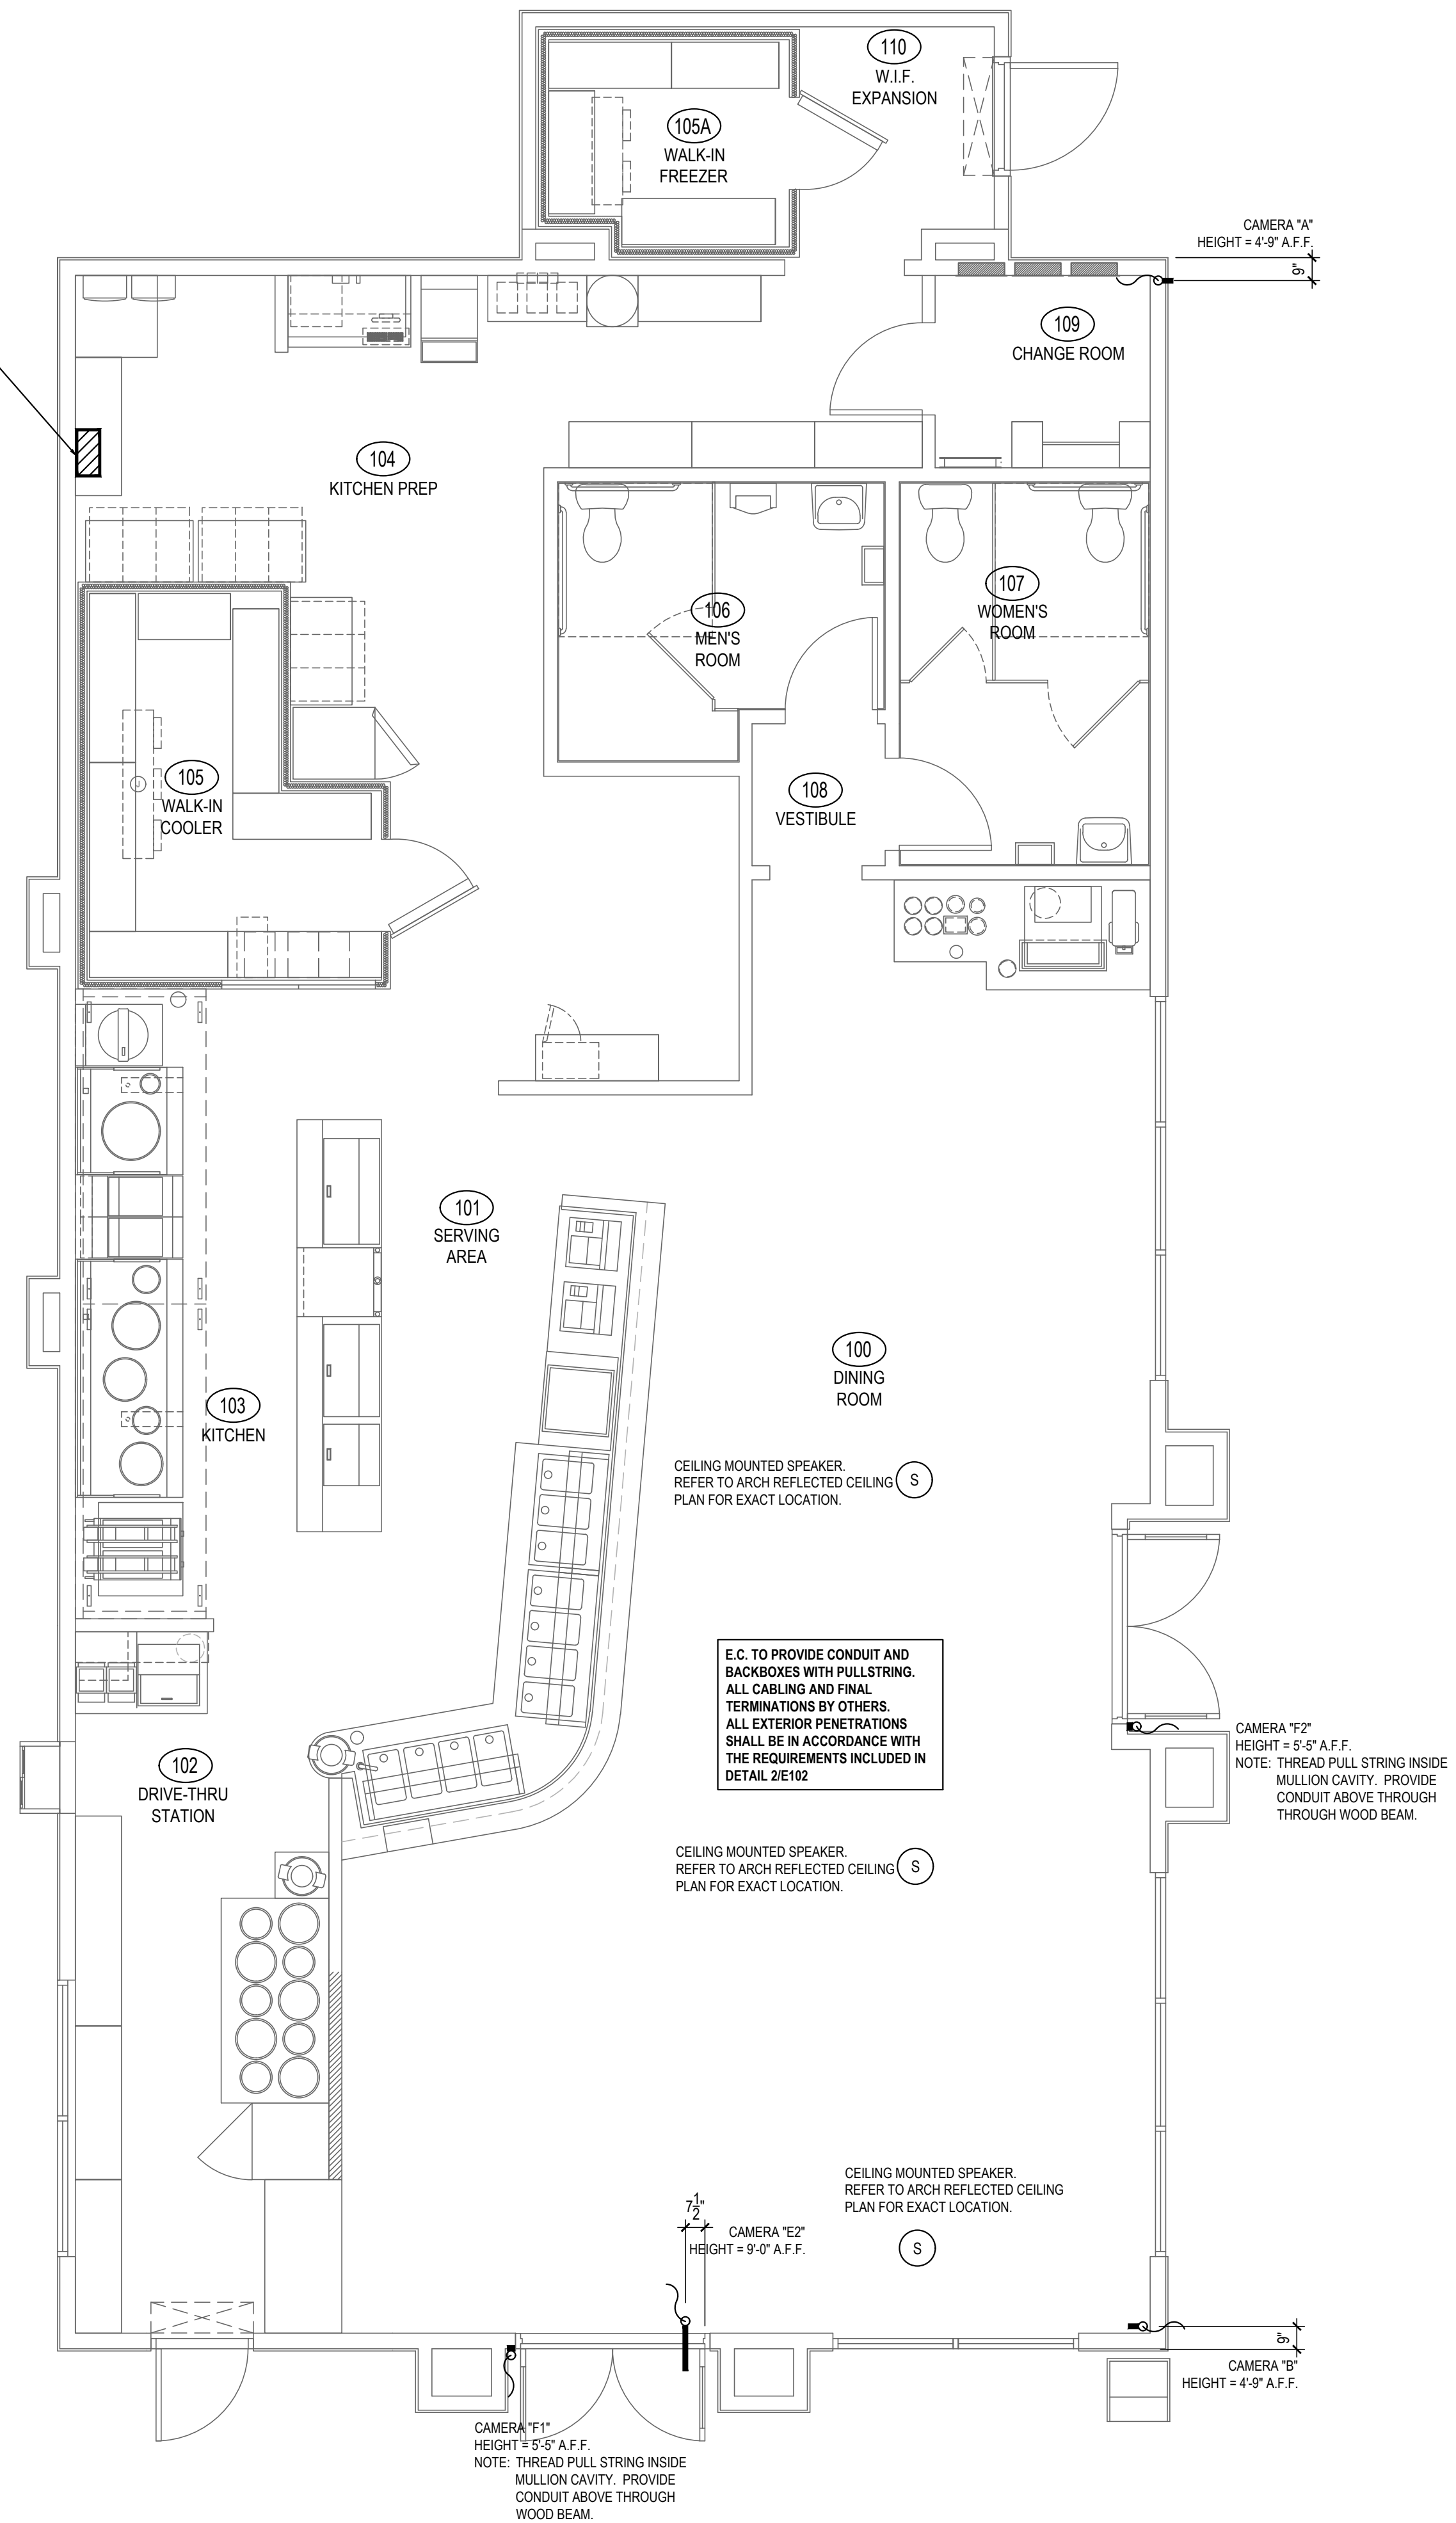 110
W.I.F.
EXPANSION
105A
WALK-IN
FREEZER
CAMERA "A"
HEIGHT = 4'-9" A.F.F.
9"
109
CHANGE ROOM
104
KITCHEN PREP
107
WOMEN'S
ROOM
106
MEN'S
ROOM
105
WALK-IN
COOLER
108
VESTIBULE
101
SERVING
AREA
100
DINING
ROOM
103
KITCHEN
CEILING MOUNTED SPEAKER.
REFER TO ARCH REFLECTED CEILING
PLAN FOR EXACT LOCATION.
S
E.C. TO PROVIDE CONDUIT AND
BACKBOXES WITH PULLSTRING.
ALL CABLING AND FINAL
TERMINATIONS BY OTHERS.
ALL EXTERIOR PENETRATIONS
SHALL BE IN ACCORDANCE WITH
THE REQUIREMENTS INCLUDED IN
DETAIL 2/E102
CAMERA "F2"
HEIGHT = 5'-5" A.F.F.
NOTE: THREAD PULL STRING INSIDE
MULLION CAVITY. PROVIDE
CONDUIT ABOVE THROUGH
THROUGH WOOD BEAM.
102
DRIVE-THRU
STATION
CEILING MOUNTED SPEAKER.
REFER TO ARCH REFLECTED CEILING
PLAN FOR EXACT LOCATION.
S
CEILING MOUNTED SPEAKER.
REFER TO ARCH REFLECTED CEILING
PLAN FOR EXACT LOCATION.
S
7 1/2"
CAMERA "E2"
HEIGHT = 9'-0" A.F.F.
9"
CAMERA "B"
HEIGHT = 4'-9" A.F.F.
CAMERA "F1"
HEIGHT = 5'-5" A.F.F.
NOTE: THREAD PULL STRING INSIDE
MULLION CAVITY. PROVIDE
CONDUIT ABOVE THROUGH
WOOD BEAM.